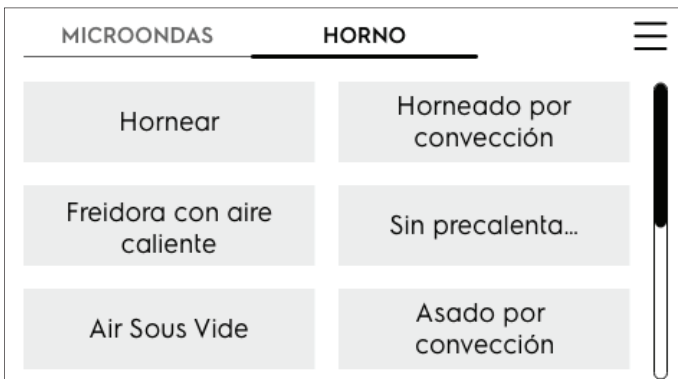 MICROONDAS
HORNO
Hornear
Horneado por
convección
Freidora con aire
caliente
Sin precalenta...
Air Sous Vide
Asado por
convección